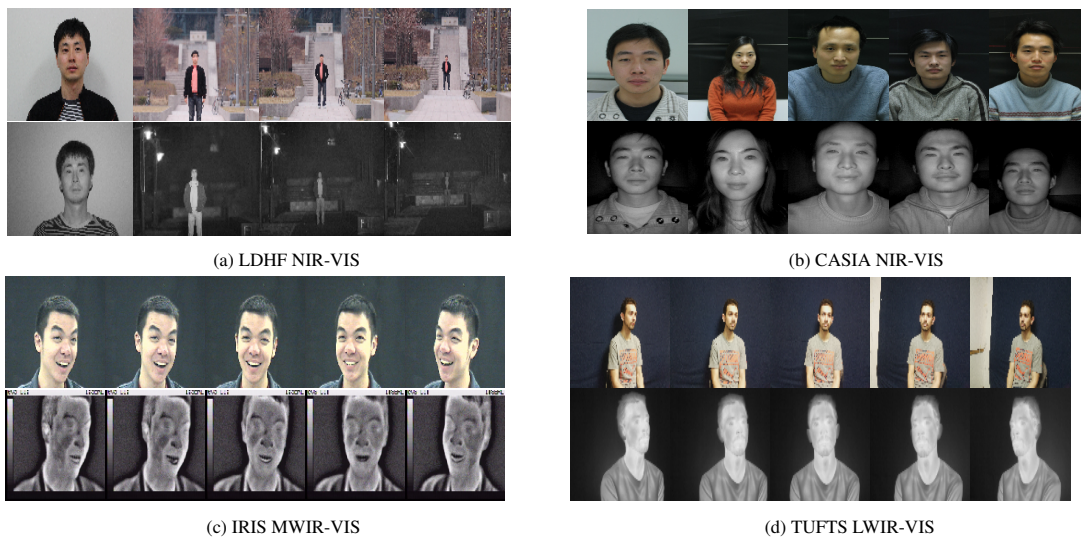 (a) LDHF NIR-VIS
(b) CASIA NIR-VIS
(c) IRIS MWIR-VIS
(d) TUFTS LWIR-VIS